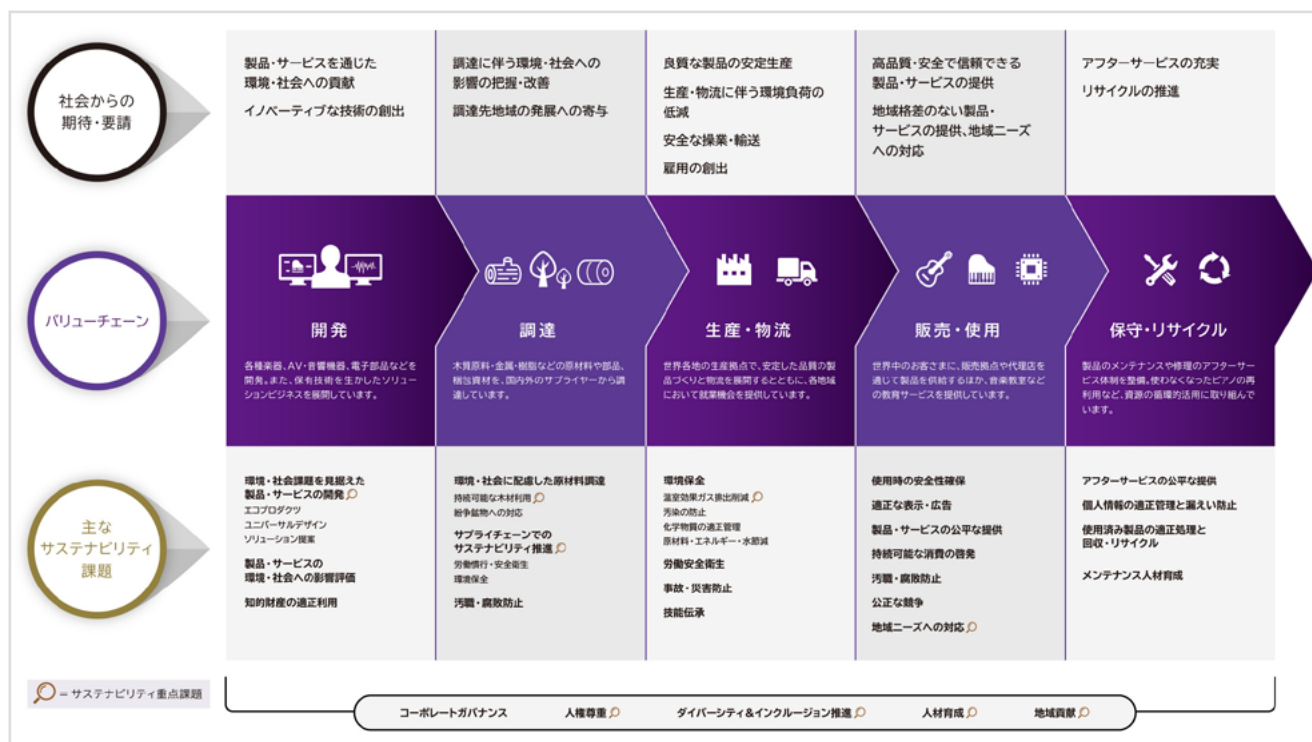 社会からの
期待・要請
製品・サービスを通じた
環境・社会への貢献
イノベーティブな技術の創出
調達に伴う環境・社会への
影響の把握・改善
調達先地域の発展への寄与
良質な製品の安定生産
生産・物流に伴う環境負荷の
低減
安全な操業・輸送
雇用の創出
高品質・安全で信頼できる
製品・サービスの提供
地域格差のない製品・
サービスの提供、地域ニーズ
への対応
アフターサービスの充実
リサイクルの推進
バリューチェーン
開発
各種楽器、AV・音響機器、電子部品などを
開発。また、保有技術を生かしたソリュー
ションビジネスを展開しています。
調達
木質原料・金属・樹脂などの原材料や部品、
梱包資材を、国内外のサプライヤーから調
達しています。
生産・物流
世界各地の生産拠点で、安定した品質の製
品づくりと物流を展開するとともに、各地域
において就業機会を提供しています。
販売・使用
世界中のお客さまに、販売拠点や代理店を
通じて製品を供給するほか、音楽教室など
の教育サービスを提供しています。
保守・リサイクル
製品のメンテナンスや修理のアフターサー
ビス体制を整備。使わなくなったピアノの再
利用など、資源の循環的活用に取り組んで
います。
主な
サステナビリティ
課題
環境・社会課題を見据えた
製品・サービスの開発
エコプロダクツ
ユニバーサルデザイン
ソリューション提案
製品・サービスの
環境・社会への影響評価
知的財産の適正利用
環境・社会に配慮した原材料調達
持続可能な木材利用
紛争鉱物への対応
サプライチェーンでの
サステナビリティ推進
労働慣行・安全衛生
環境保全
汚職・腐敗防止
環境保全
温室効果ガス排出削減
汚染の防止
化学物質の適正管理
原材料・エネルギー・水節減
労働安全衛生
事故・災害防止
技能伝承
使用時の安全性確保
適正な表示・広告
製品・サービスの公平な提供
持続可能な消費の啓発
汚職・腐敗防止
公正な競争
地域ニーズへの対応
アフターサービスの公平な提供
個人情報の適正管理と漏えい防止
使用済み製品の適正処理と
回収・リサイクル
メンテナンス人材育成
=サステナビリティ重点課題
コーポレートガバナンス 人権尊重 ダイバーシティ&インクルージョン推進 人材育成 地域貢献